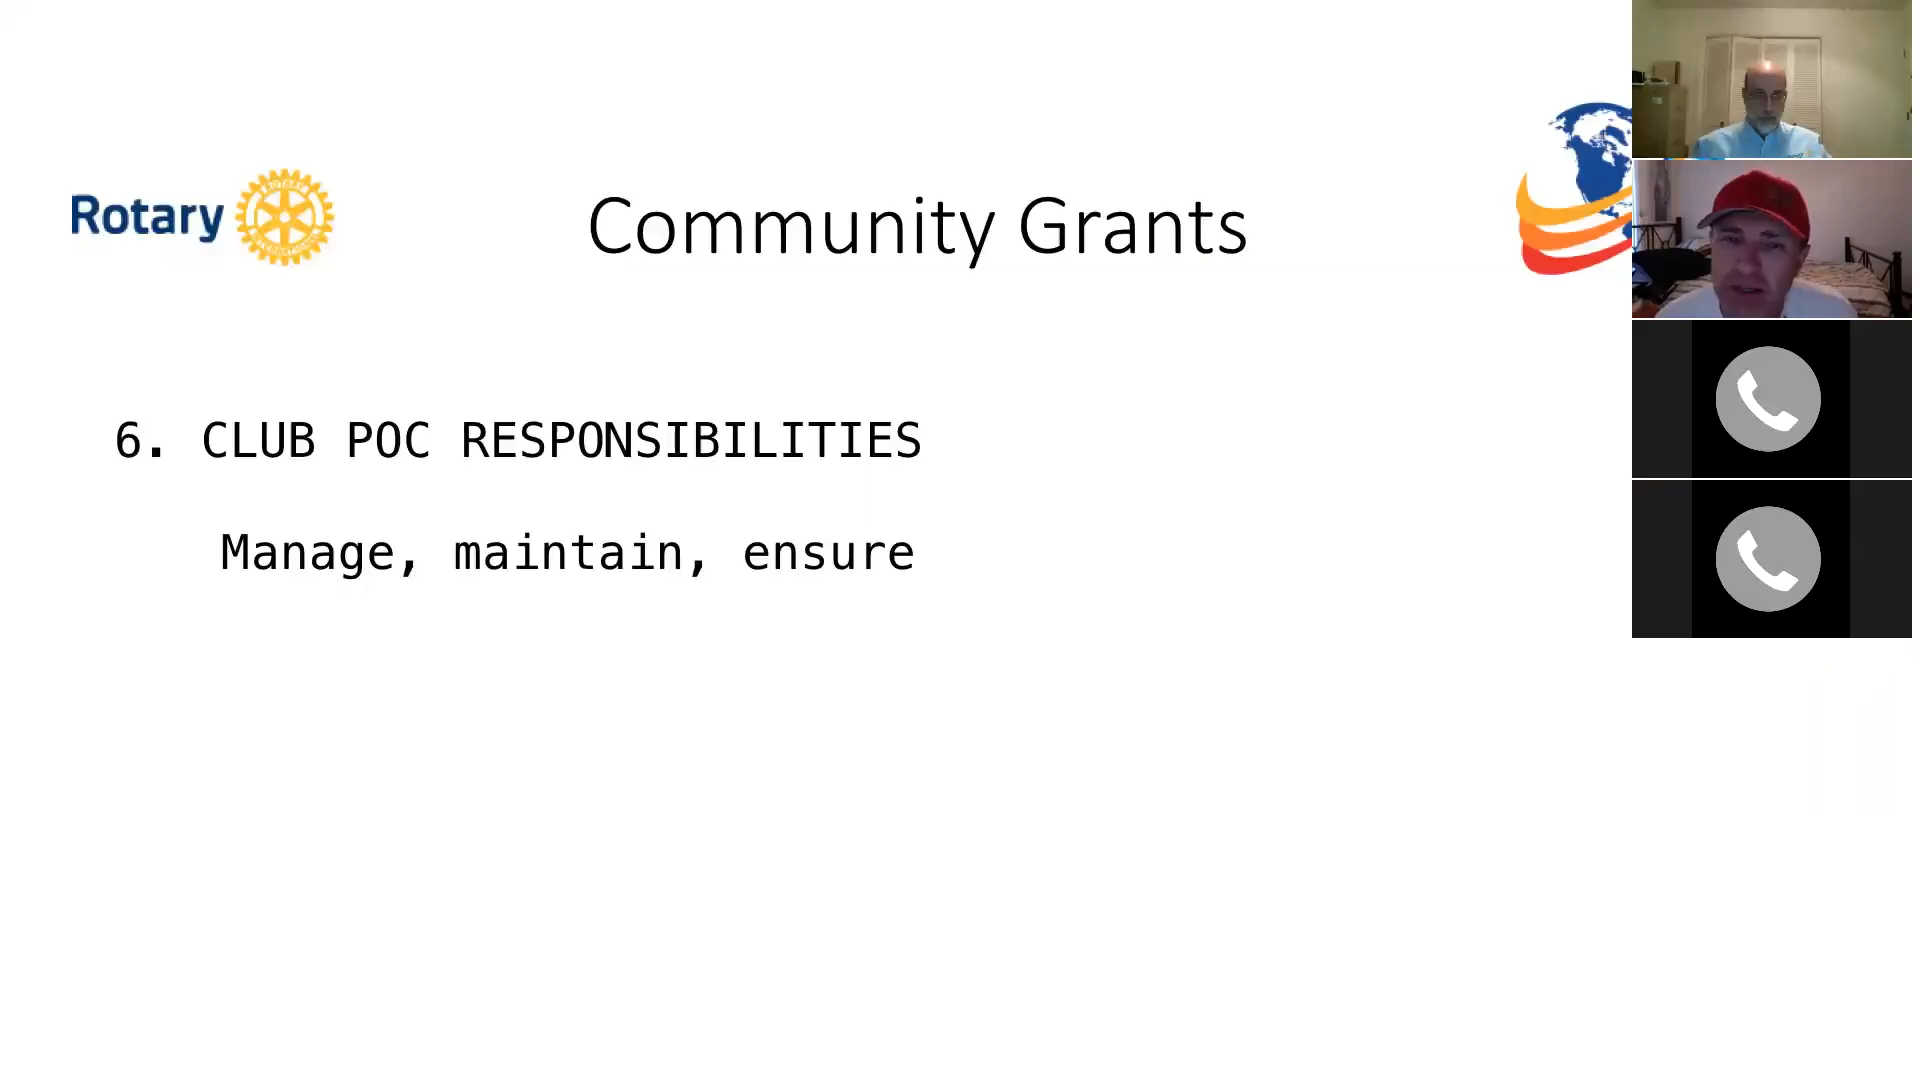 Rotary
Community Grants
6. CLUB POC RESPONSIBILITIES
Manage, maintain, ensure